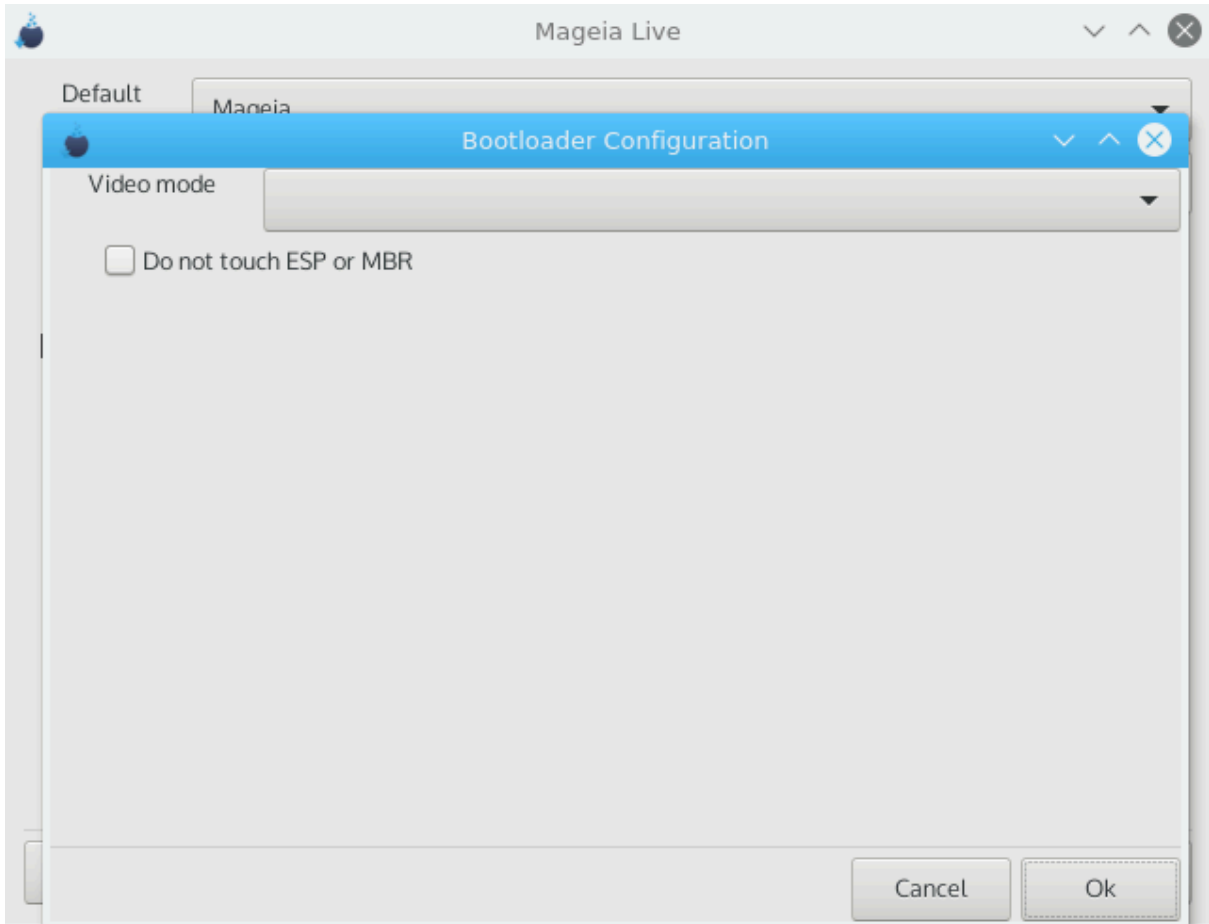 Mageia Live
Default
Mageia
Bootloader Configuration
Video mode
Do not touch ESP or MBR
Cancel
Ok